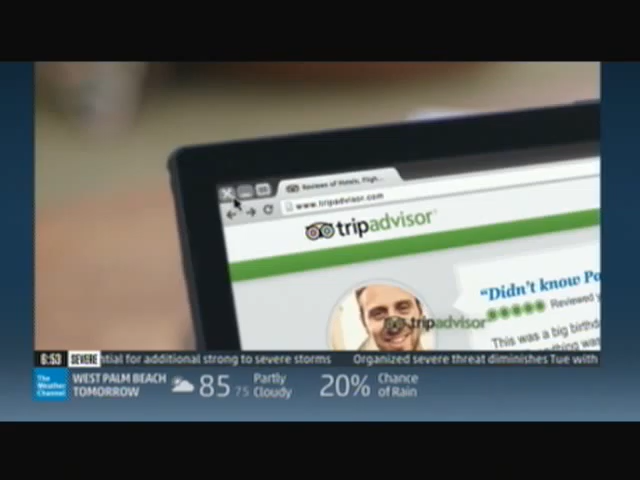 Reviews of Hotels, Fligh...
www.tripadvisor.com
tripadvisor
"Didn't know Po
Reviewed y
tripadvisor
This was a big birthd
thing was
6:53 SEVERE ntial for additional strong to severe storms Organized severe threat diminishes Tue with
The Weather Channel
WEST PALM BEACH TOMORROW
85 75 Partly Cloudy
20% Chance of Rain